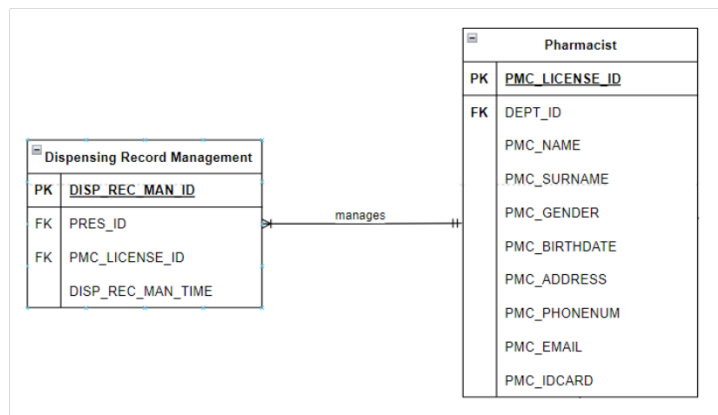 Dispensing Record Management
PK DISP_REC_MAN_ID
FK PRES_ID
FK PMC_LICENSE_ID
DISP_REC_MAN_TIME
manages
Pharmacist
PK PMC_LICENSE_ID
FK DEPT_ID
PMC_NAME
PMC_SURNAME
PMC_GENDER
PMC_BIRTHDATE
PMC_ADDRESS
PMC_PHONENUM
PMC_EMAIL
PMC_IDCARD